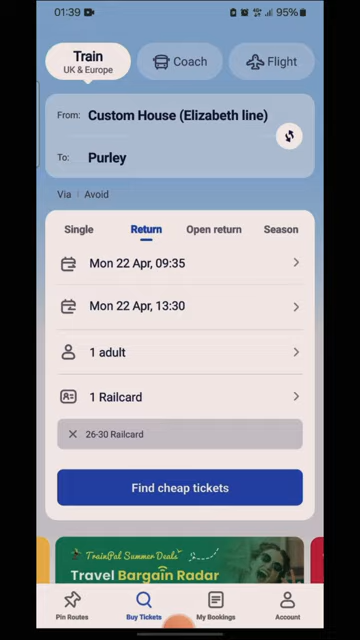 01:39
95%
Train
UK & Europe
Coach
Flight
From: Custom House (Elizabeth line)
To: Purley
Via
Avoid
Single
Return
Open return
Season
Mon 22 Apr, 09:35
Mon 22 Apr, 13:30
1 adult
1 Railcard
26-30 Railcard
Find cheap tickets
TrainPal Summer Deals
Travel Bargain Radar
Pin Routes
Buy Tickets
My Bookings
Account